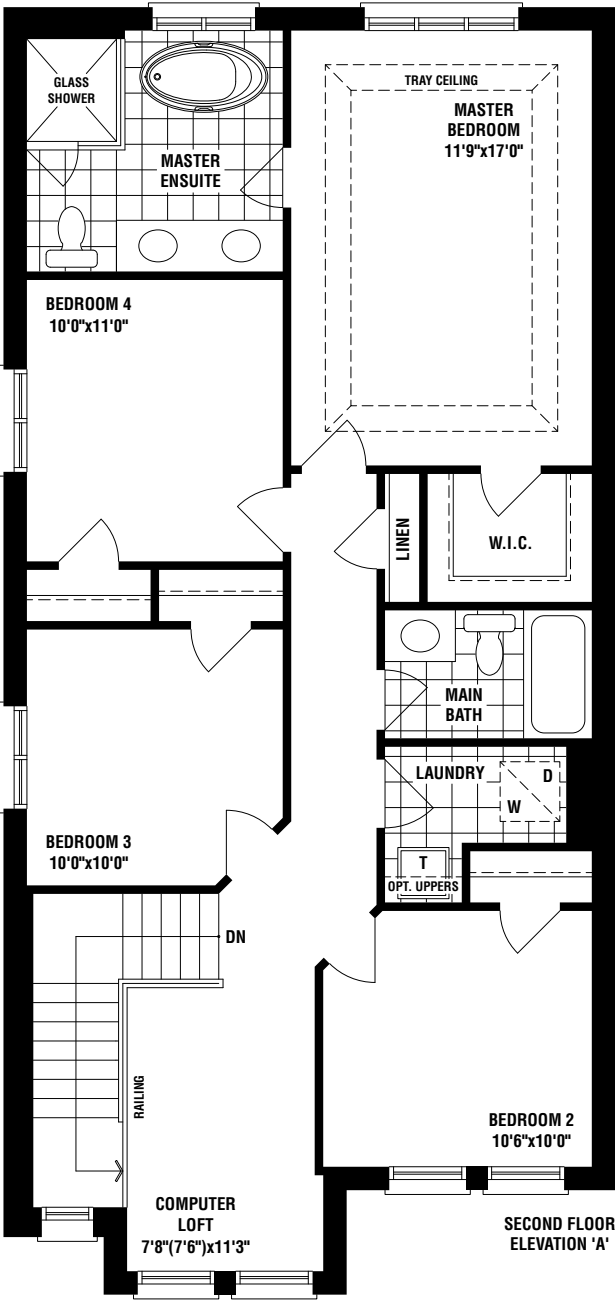 GLASS
SHOWER
MASTER
ENSUITE
TRAY CEILING
MASTER
BEDROOM
11'9"x17'0"
BEDROOM 4
10'0"x11'0"
LINEN
W.I.C.
MAIN
BATH
LAUNDRY
D
W
T
OPT. UPPERS
BEDROOM 3
10'0"x10'0"
DN
RAILING
BEDROOM 2
10'6"x10'0"
COMPUTER
LOFT
7'8"(7'6")x11'3"
SECOND FLOOR
ELEVATION 'A'